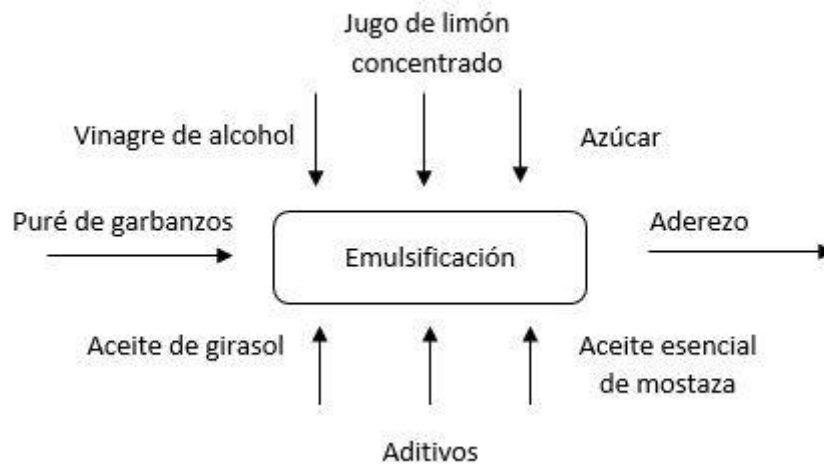 Jugo de limón
concentrado
Vinagre de alcohol
Azúcar
Puré de garbanzos
Emulsificación
Aderezo
Aceite de girasol
Aceite esencial
de mostaza
Aditivos